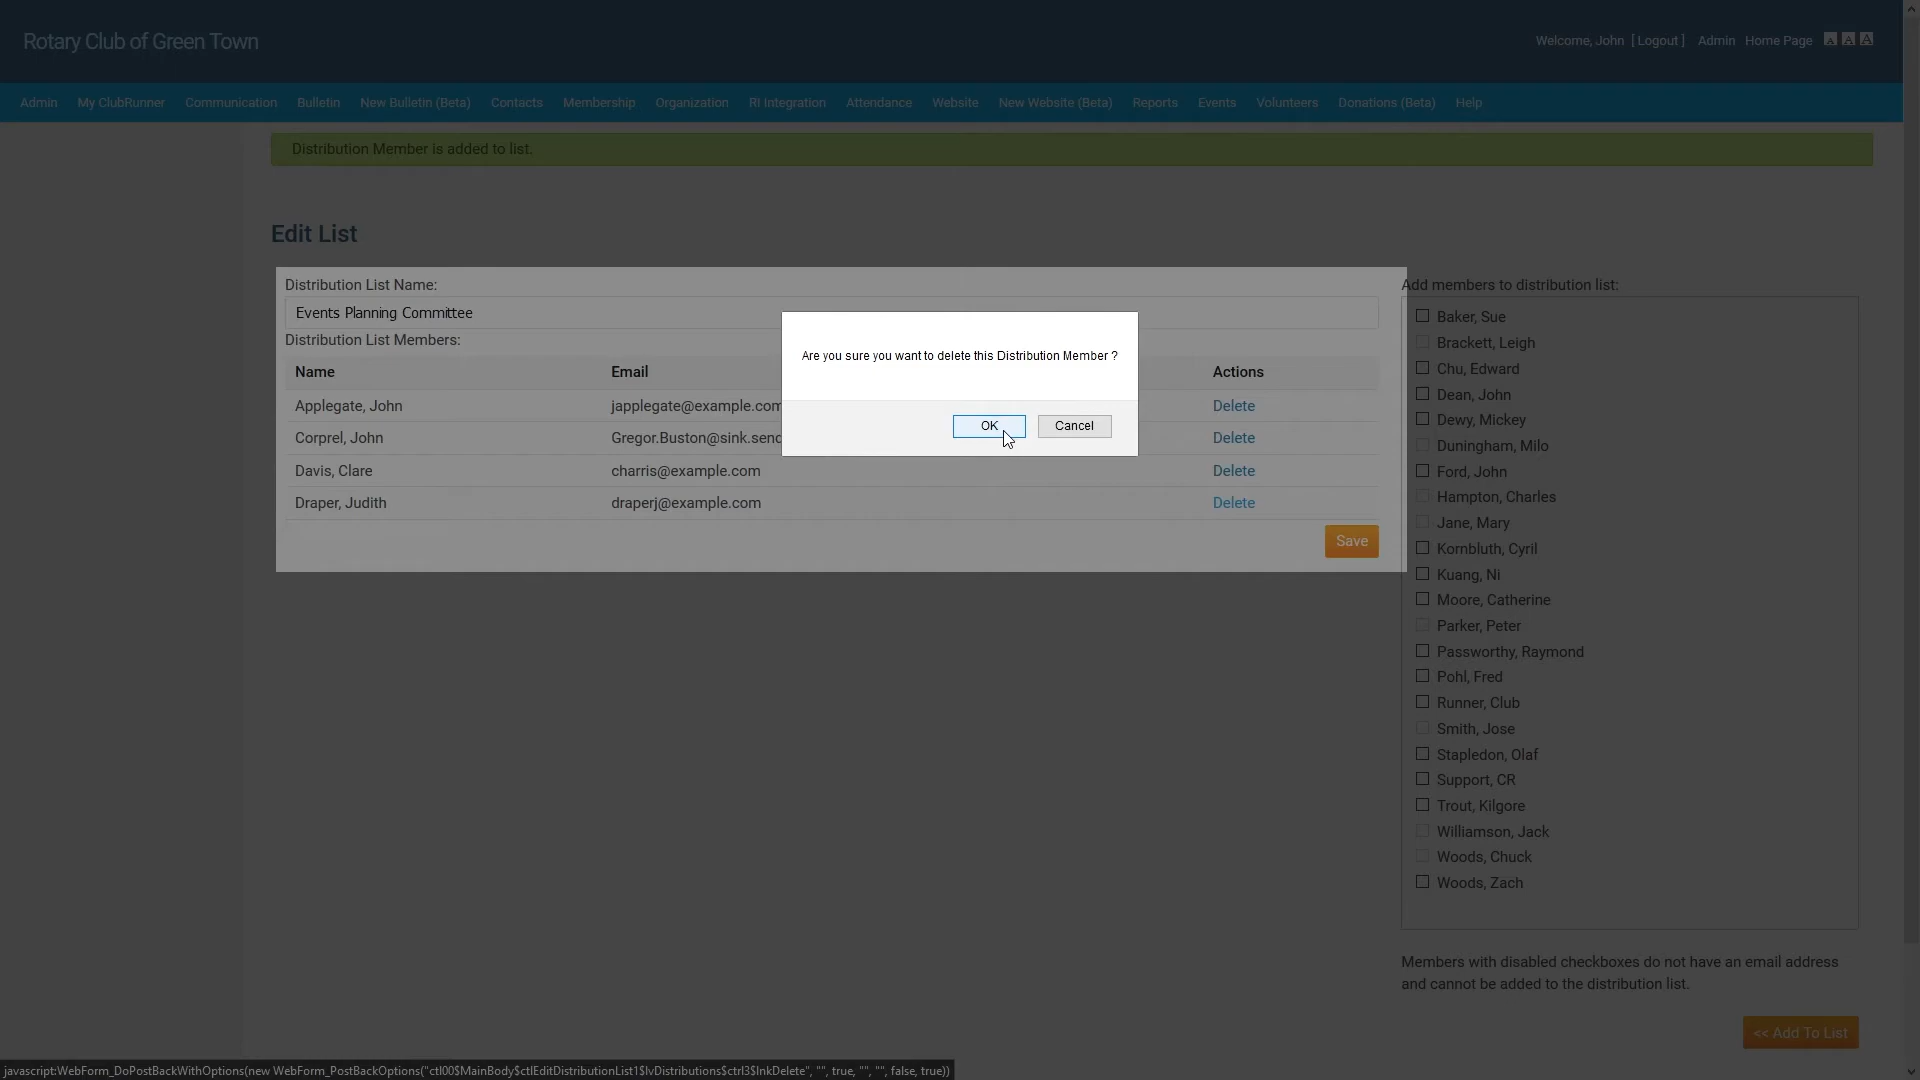 Rotary Club of Green Town
Welcome, John [ Logout ] Admin Home Page A A A
Admin My ClubRunner Communication Bulletin New Bulletin (Beta) Contacts Membership Organization RI Integration Attendance Website New Website (Beta) Reports Events Volunteers Donations (Beta) Help
Distribution Member is added to list.
Edit List
Distribution List Name:
Events Planning Committee
Distribution List Members:
Name Email Actions
Applegate, John japplegate@example.com Delete
Corprel, John Gregor.Buston@sink.send Delete
Davis, Clare charris@example.com Delete
Draper, Judith draperj@example.com Delete
Save
Are you sure you want to delete this Distribution Member ?
OK Cancel
Add members to distribution list:
Baker, Sue
Brackett, Leigh
Chu, Edward
Dean, John
Dewy, Mickey
Duningham, Milo
Ford, John
Hampton, Charles
Jane, Mary
Kornbluth, Cyril
Kuang, Ni
Moore, Catherine
Parker, Peter
Passworthy, Raymond
Pohl, Fred
Runner, Club
Smith, Jose
Stapledon, Olaf
Support, CR
Trout, Kilgore
Williamson, Jack
Woods, Chuck
Woods, Zach
Members with disabled checkboxes do not have an email address
and cannot be added to the distribution list.
<< Add To List
javascript:WebForm_DoPostBackWithOptions(new WebForm_PostBackOptions("ctl00$MainBody$ctlEditDistributionList1$lvDistributions$ctrl3$lnkDelete", "", true, "", "", false, true))